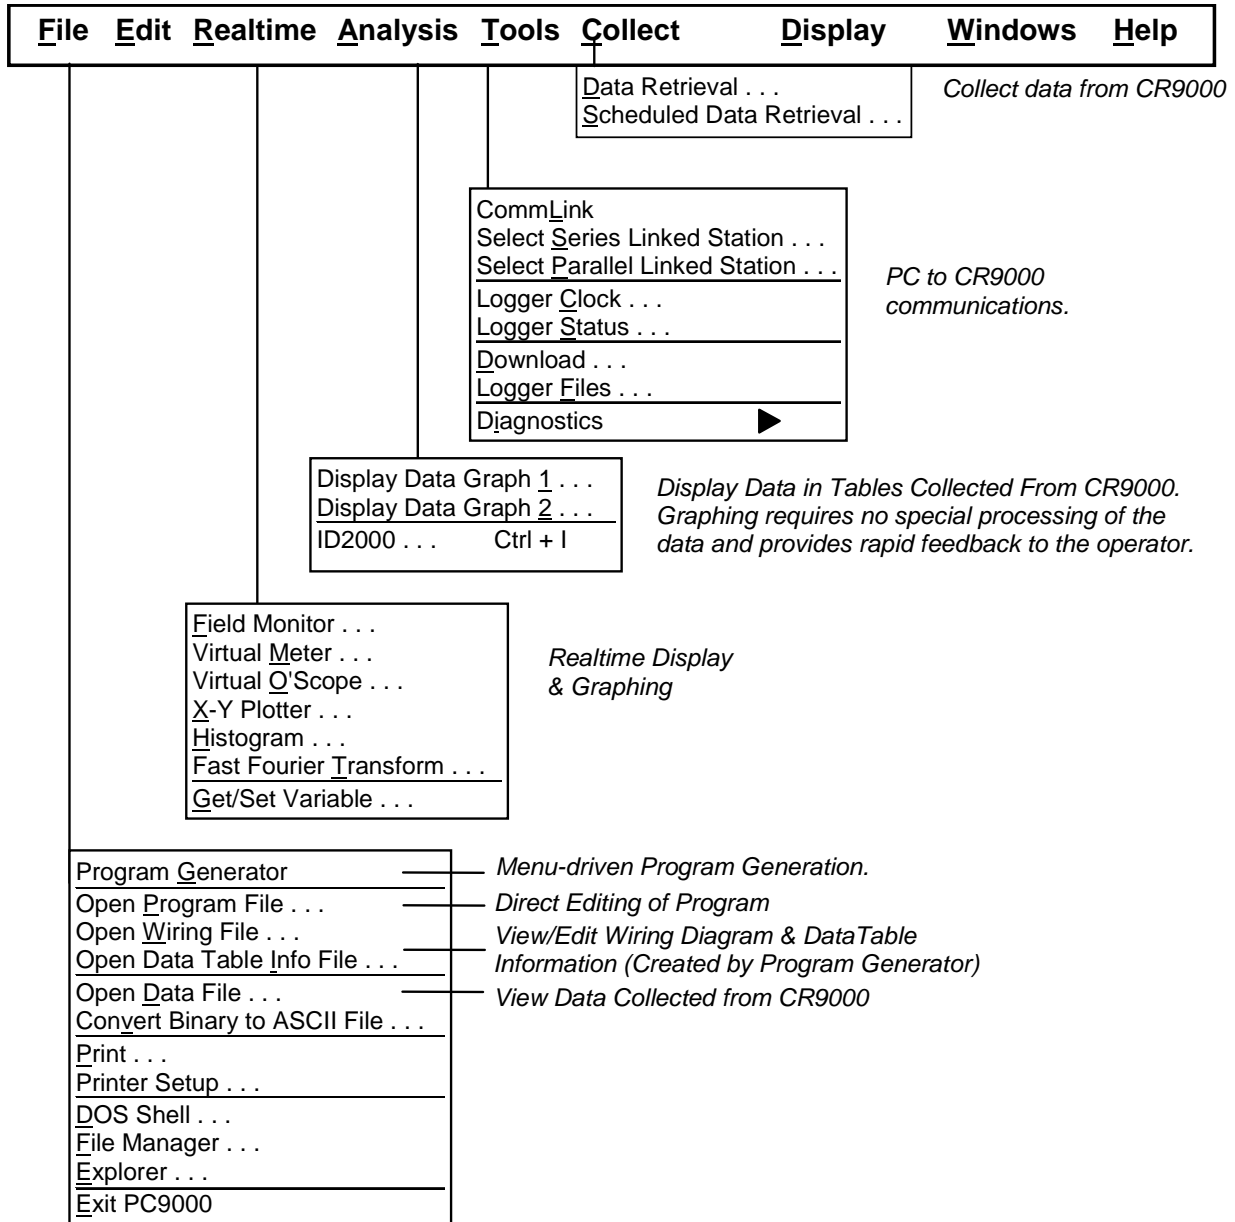 File Edit Realtime Analysis Tools Collect Display Windows Help
Data Retrieval . . .
Scheduled Data Retrieval . . .
Collect data from CR9000
CommLink
Select Series Linked Station . . .
Select Parallel Linked Station . . .
Logger Clock . . .
Logger Status . . .
Download . . .
Logger Files . . .
Diagnostics
PC to CR9000
communications.
Display Data Graph 1 . . .
Display Data Graph 2 . . .
ID2000 . . . Ctrl + I
Display Data in Tables Collected From CR9000.
Graphing requires no special processing of the
data and provides rapid feedback to the operator.
Field Monitor . . .
Virtual Meter . . .
Virtual O'Scope . . .
X-Y Plotter . . .
Histogram . . .
Fast Fourier Transform . . .
Get/Set Variable . . .
Realtime Display
& Graphing
Program Generator
Open Program File . . .
Open Wiring File . . .
Open Data Table Info File . . .
Open Data File . . .
Convert Binary to ASCII File . . .
Print . . .
Printer Setup . . .
DOS Shell . . .
File Manager . . .
Explorer . . .
Exit PC9000
Menu-driven Program Generation.
Direct Editing of Program
View/Edit Wiring Diagram & DataTable
Information (Created by Program Generator)
View Data Collected from CR9000